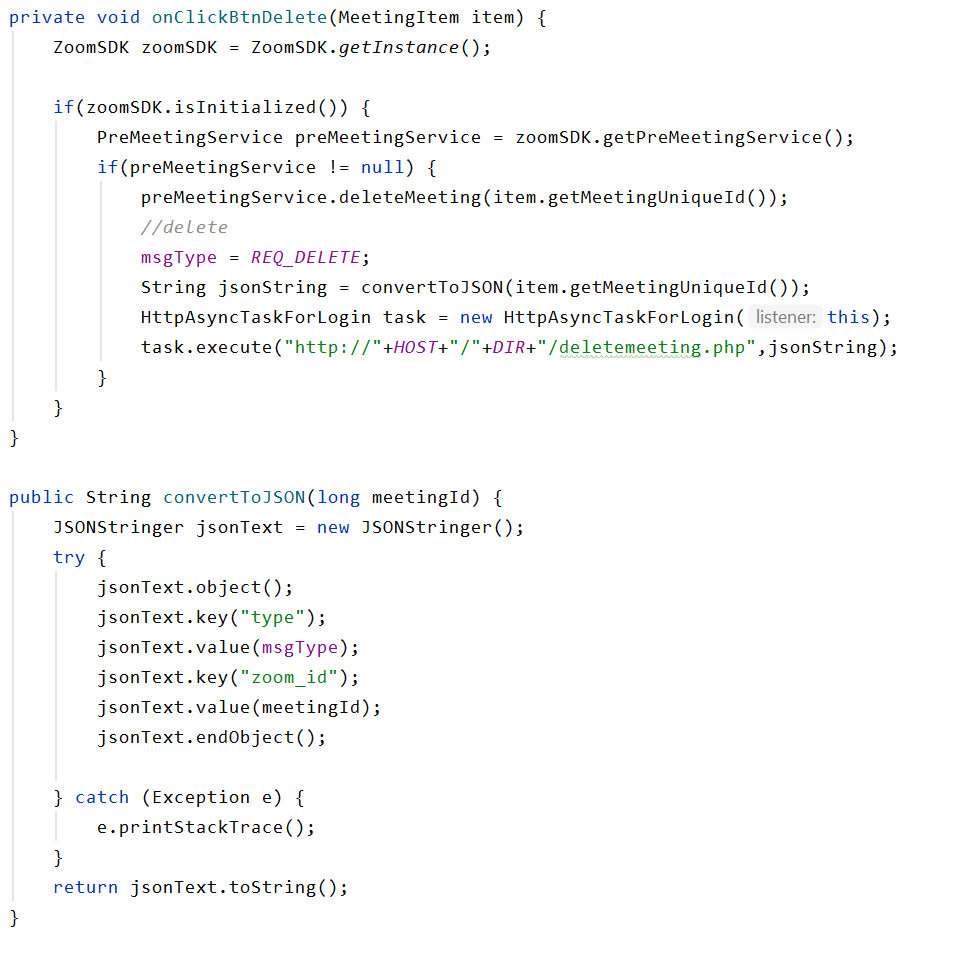 private void onClickBtnDelete(MeetingItem item) {
    ZoomSDK zoomSDK = ZoomSDK.getInstance();

    if(zoomSDK.isInitialized()) {
        PreMeetingService preMeetingService = zoomSDK.getPreMeetingService();
        if(preMeetingService != null) {
            preMeetingService.deleteMeeting(item.getMeetingUniqueId());
            //delete
            msgType = REQ_DELETE;
            String jsonString = convertToJSON(item.getMeetingUniqueId());
            HttpAsyncTaskForLogin task = new HttpAsyncTaskForLogin( listener: this);
            task.execute("http://"+HOST+"/"+DIR+"/deletemeeting.php",jsonString);
        }
    }
}

public String convertToJSON(long meetingId) {
    JSONStringer jsonText = new JSONStringer();
    try {
        jsonText.object();
        jsonText.key("type");
        jsonText.value(msgType);
        jsonText.key("zoom_id");
        jsonText.value(meetingId);
        jsonText.endObject();

    } catch (Exception e) {
        e.printStackTrace();
    }
    return jsonText.toString();
}